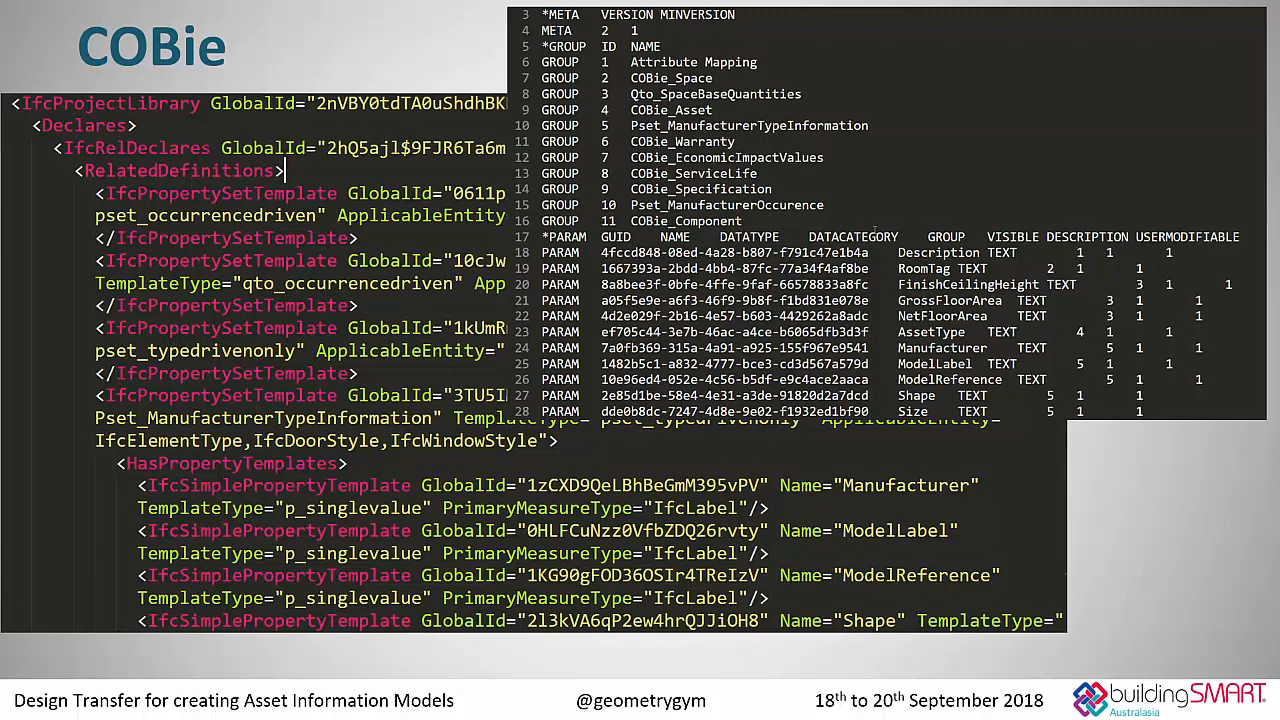 COBie
<IfcProjectLibrary GlobalId="2nVBY0tdTA0uShdhBK
<Declares>
<IfcRelDeclares GlobalId="2hQ5ajl$9FJR6Ta6m
<RelatedDefinitions>
<IfcPropertySetTemplate GlobalId="0611p
pset_occurrencedriven" ApplicableEntity
</IfcPropertySetTemplate>
<IfcPropertySetTemplate GlobalId="10cJw
TemplateType="qto_occurrencedriven" App
</IfcPropertySetTemplate>
<IfcPropertySetTemplate GlobalId="1kUmR
pset_typedrivenonly" ApplicableEntity="
</IfcPropertySetTemplate>
<IfcPropertySetTemplate GlobalId="3TU5I
Pset_ManufacturerTypeInformation" TemplateType="pset_typedrivenonly" ApplicableEntity="
IfcElementType,IfcDoorStyle,IfcWindowStyle">
<HasPropertyTemplates>
<IfcSimplePropertyTemplate GlobalId="1zCXD9QeLBhBeGmM395vPV" Name="Manufacturer"
TemplateType="p_singlevalue" PrimaryMeasureType="IfcLabel"/>
<IfcSimplePropertyTemplate GlobalId="0HLFCuNzz0VfbZDQ26rvty" Name="ModelLabel"
TemplateType="p_singlevalue" PrimaryMeasureType="IfcLabel"/>
<IfcSimplePropertyTemplate GlobalId="1KG90gFOD36OSIr4TReIzV" Name="ModelReference"
TemplateType="p_singlevalue" PrimaryMeasureType="IfcLabel"/>
<IfcSimplePropertyTemplate GlobalId="2l3kVA6qP2ew4hrQJJiOH8" Name="Shape" TemplateType="
3 *META VERSION MINVERSION
4 META 2 1
5 *GROUP ID NAME
6 GROUP 1 Attribute Mapping
7 GROUP 2 COBie_Space
8 GROUP 3 Qto_SpaceBaseQuantities
9 GROUP 4 COBie_Asset
10 GROUP 5 Pset_ManufacturerTypeInformation
11 GROUP 6 COBie_Warranty
12 GROUP 7 COBie_EconomicImpactValues
13 GROUP 8 COBie_ServiceLife
14 GROUP 9 COBie_Specification
15 GROUP 10 Pset_ManufacturerOccurence
16 GROUP 11 COBie_Component
17 *PARAM GUID NAME DATATYPE DATACATEGORY GROUP VISIBLE DESCRIPTION USERMODIFIABLE
18 PARAM 4fccd848-08ed-4a28-b807-f791c47e1b4a Description TEXT 1 1 1
19 PARAM 1667393a-2bdd-4bb4-87fc-77a34f4af8be RoomTag TEXT 2 1 1
20 PARAM 8a8bee3f-0bfe-4ffe-9faf-66578833a8fc FinishCeilingHeight TEXT 3 1 1
21 PARAM a05f5e9e-a6f3-46f9-9b8f-f1bd831e078e GrossFloorArea TEXT 3 1 1
22 PARAM 4d2e029f-2b16-4e57-b603-4429292a8adc NetFloorArea TEXT 3 1 1
23 PARAM ef705c44-3e7b-46ac-a4ce-b6065dfb3d3f AssetType TEXT 4 1 1
24 PARAM 7a0fb369-315a-4a91-a925-155f967e9541 Manufacturer TEXT 5 1 1
25 PARAM 1482b5c1-a832-4777-bce3-cd3d567a579d ModelLabel TEXT 5 1 1
26 PARAM 10e96ed4-052e-4c56-b5df-e9c4ace2aaca ModelReference TEXT 5 1 1
27 PARAM 2e85d1be-58e4-4e31-a3de-91820d2a7dcd Shape TEXT 5 1 1
28 PARAM dde0b8dc-7247-4d8e-9e02-f1932ed1bf90 Size TEXT 5 1 1
Design Transfer for creating Asset Information Models
@geometrygym
18th to 20th September 2018
buildingSMART
Australasia